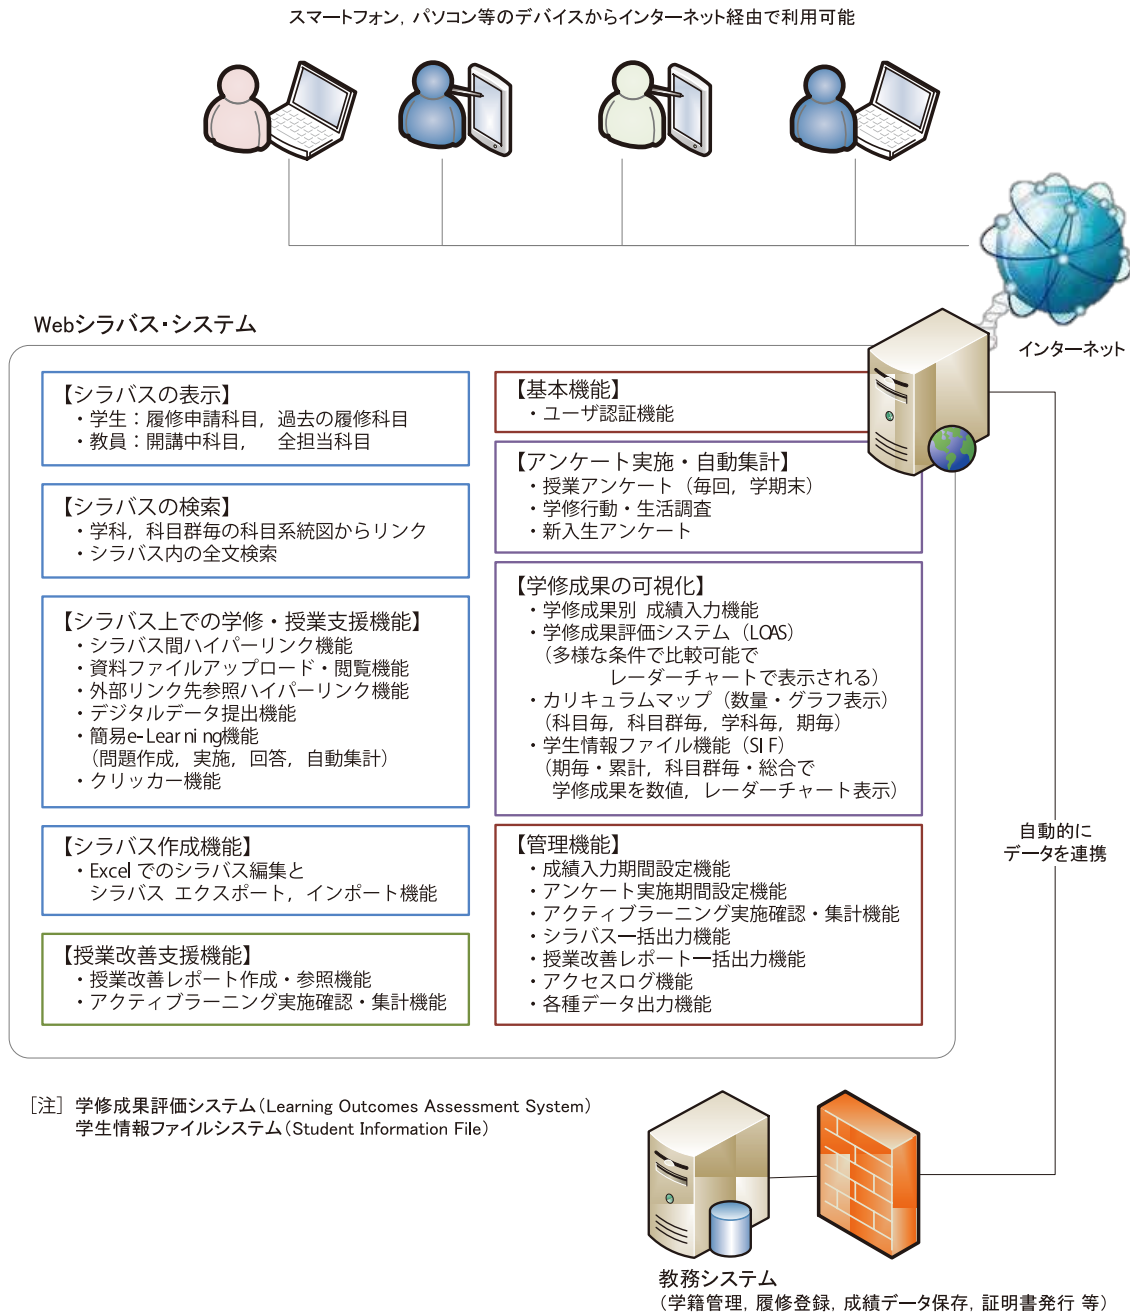 スマートフォン，パソコン等のデバイスからインターネット経由で利用可能
インターネット
Webシラバス・システム
【シラバスの表示】
・学生：履修申請科目，過去の履修科目
・教員：開講中科目，　全担当科目
【シラバスの検索】
・学科，科目群毎の科目系統図からリンク
・シラバス内の全文検索
【シラバス上での学修・授業支援機能】
・シラバス間ハイパーリンク機能
・資料ファイルアップロード・閲覧機能
・外部リンク先参照ハイパーリンク機能
・デジタルデータ提出機能
・簡易e-Learning機能
（問題作成，実施，回答，自動集計）
・クリッカー機能
【シラバス作成機能】
・Excelでのシラバス編集と
シラバス エクスポート，インポート機能
【授業改善支援機能】
・授業改善レポート作成・参照機能
・アクティブラーニング実施確認・集計機能
【基本機能】
・ユーザ認証機能
【アンケート実施・自動集計】
・授業アンケート（毎回，学期末）
・学修行動・生活調査
・新入生アンケート
【学修成果の可視化】
・学修成果別 成績入力機能
・学修成果評価システム（LOAS）
（多様な条件で比較可能で
レーダーチャートで表示される）
・カリキュラムマップ（数量・グラフ表示）
（科目毎，科目群毎，学科毎，期毎）
・学生情報ファイル機能（SIF）
（期毎・累計，科目群毎・総合で
学修成果を数値，レーダーチャート表示）
【管理機能】
・成績入力期間設定機能
・アンケート実施期間設定機能
・アクティブラーニング実施確認・集計機能
・シラバス一括出力機能
・授業改善レポート一括出力機能
・アクセスログ機能
・各種データ出力機能
自動的に
データを連携
［注］ 学修成果評価システム（Learning Outcomes Assessment System）
学生情報ファイルシステム（Student Information File）
教務システム
（学籍管理，履修登録，成績データ保存，証明書発行 等）